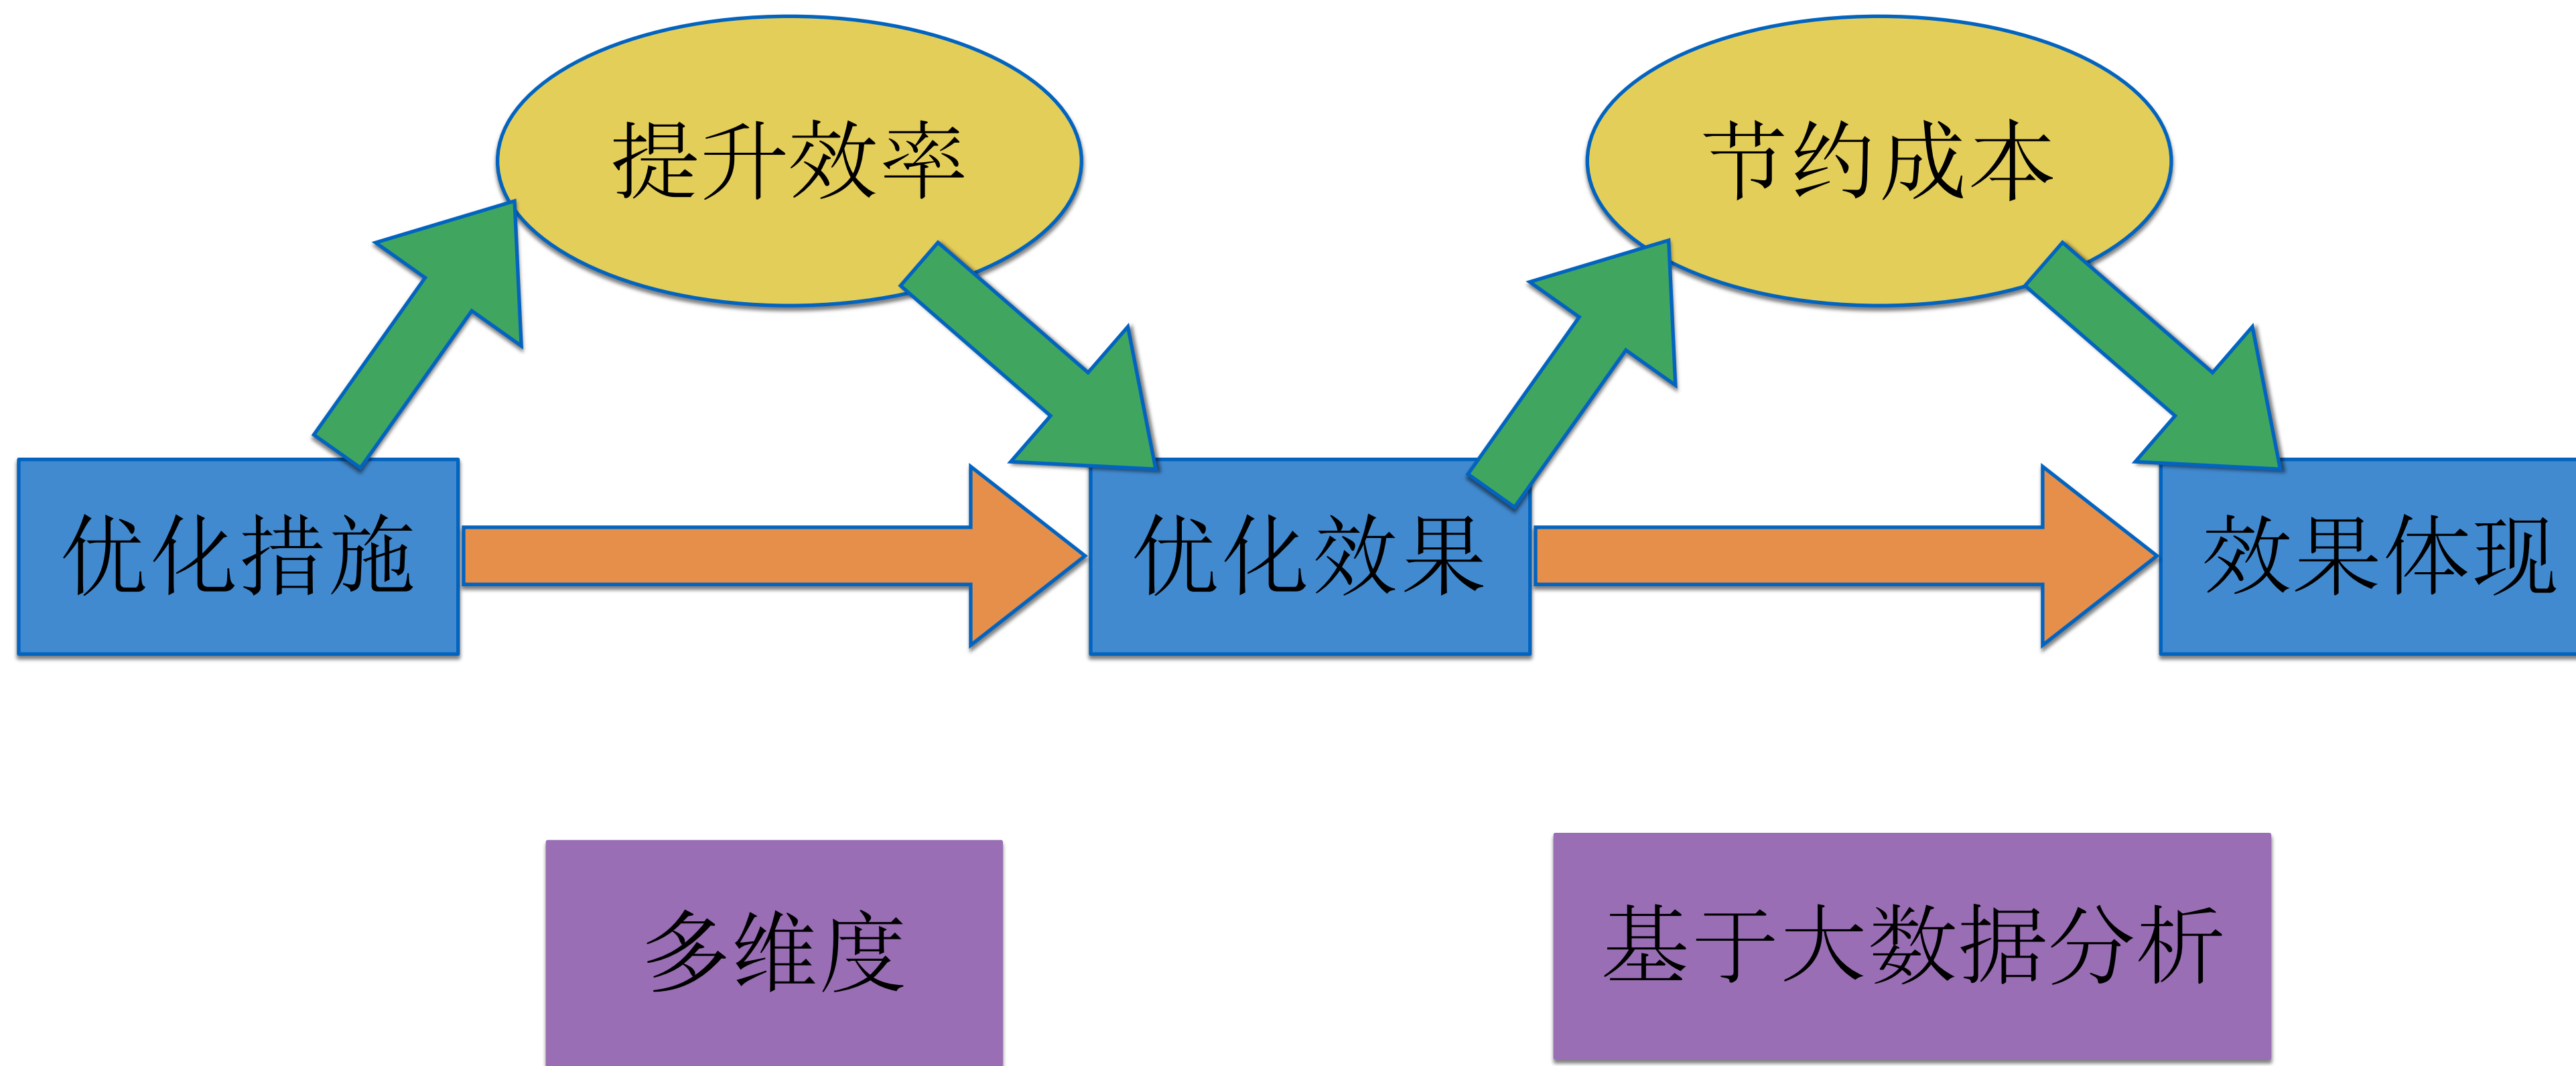 提升效率
节约成本
优化措施
优化效果
效果体现
多维度
基于大数据分析